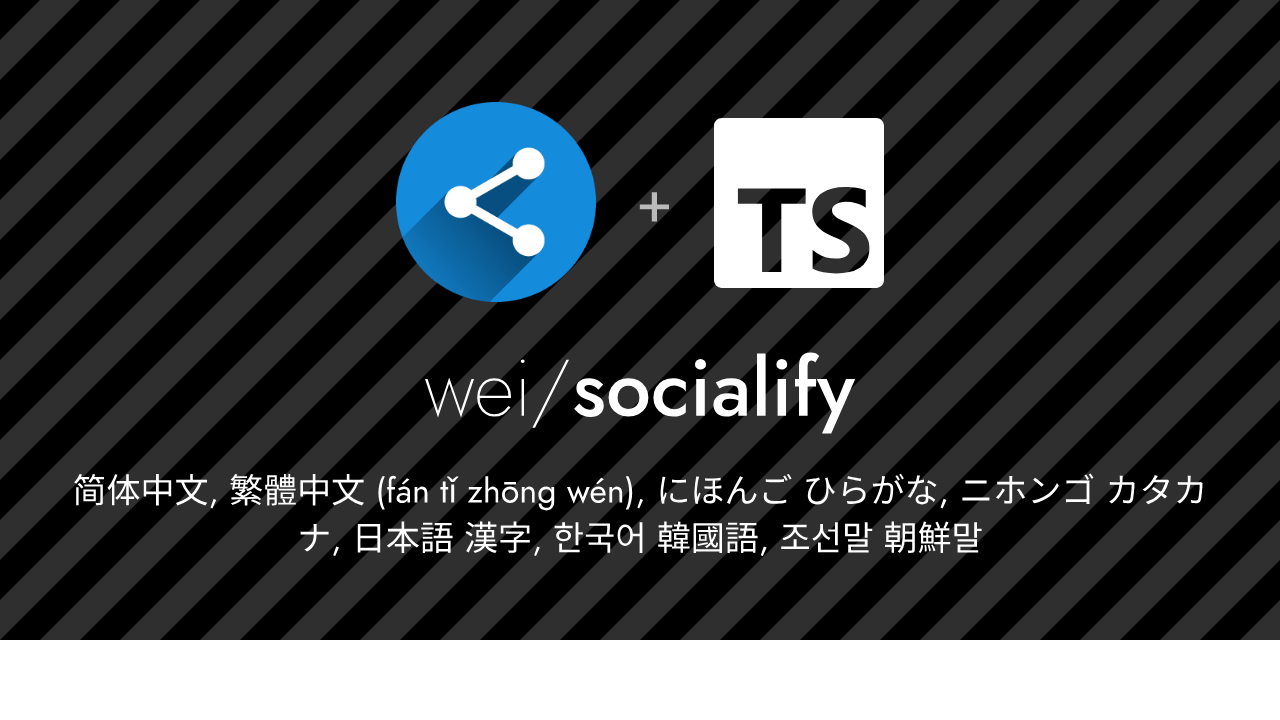 +
TS
wei/socialify
简体中文, 繁體中文 (fán tǐ zhōng wén), にほんご ひらがな, ニホンゴ カタカ
ナ, 日本語 漢字, 한국어 韓國語, 조선말 朝鮮말